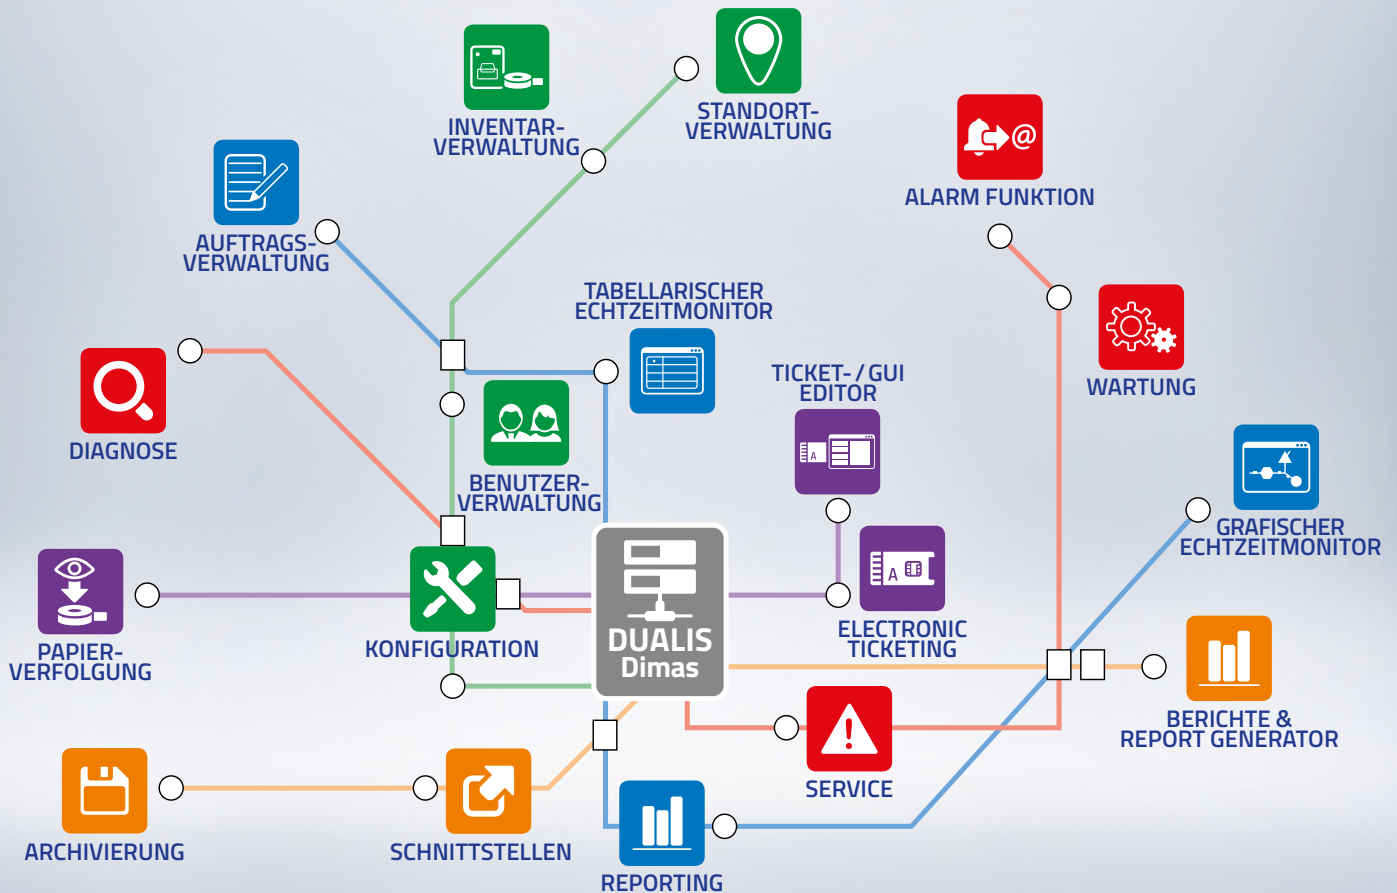 STANDORT-
VERWALTUNG
INVENTAR-
VERWALTUNG
@
ALARM FUNKTION
AUFTRAGS-
VERWALTUNG
TABELLARISCHER
ECHTZEITMONITOR
WARTUNG
TICKET- / GUI
EDITOR
A
DIAGNOSE
BENUTZER-
VERWALTUNG
GRAFISCHER
ECHTZEITMONITOR
A
ELECTRONIC
TICKETING
PAPIER-
VERFOLGUNG
KONFIGURATION
DUALIS
Dimas
BERICHTE &
REPORT GENERATOR
!
SERVICE
ARCHIVIERUNG
SCHNITTSTELLEN
REPORTING